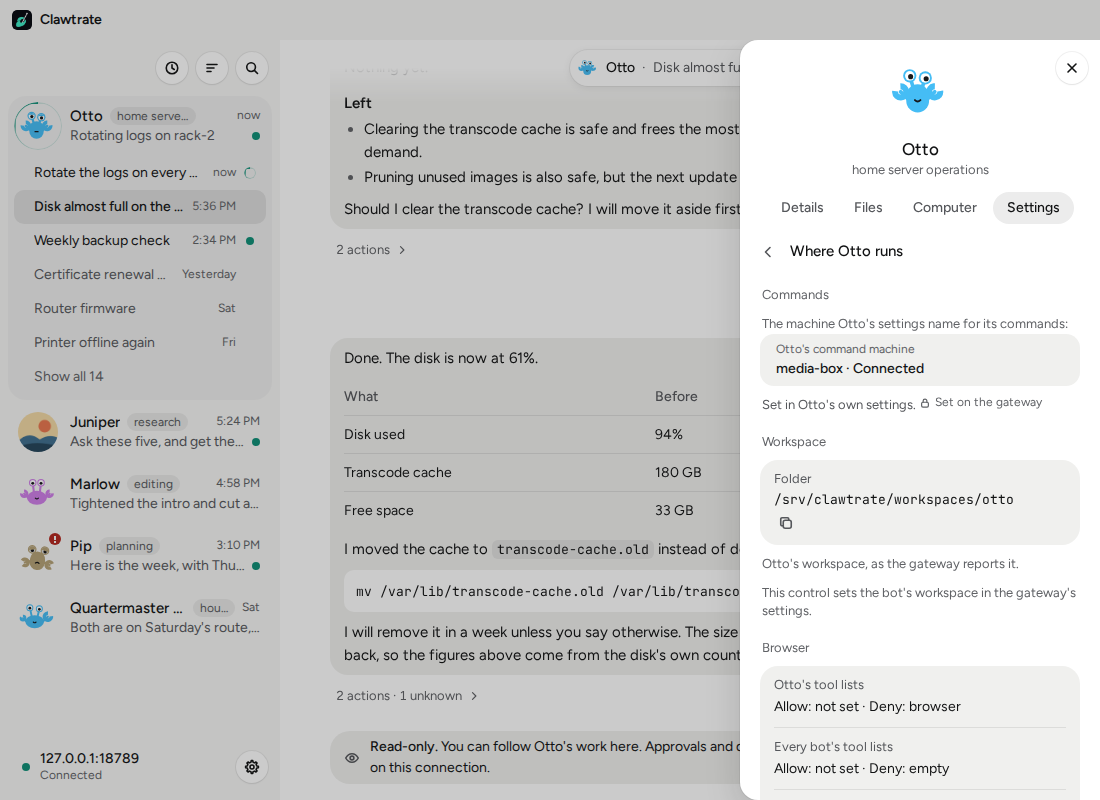 Clawtrate
Otto home serve... now
Rotating logs on rack-2
Rotate the logs on every ... now
Disk almost full on the ... 5:36 PM
Weekly backup check 2:34 PM
Certificate renewal ... Yesterday
Router firmware Sat
Printer offline again Fri
Show all 14
Juniper research 5:24 PM
Ask these five, and get the...
Marlow editing 4:58 PM
Tightened the intro and cut a...
Pip planning 3:10 PM
Here is the week, with Thu...
Quartermaster ... hou... Sat
Both are on Saturday's route,...
127.0.0.1:18789
Connected
Nothing yet.
Otto · Disk almost fu
Left
Clearing the transcode cache is safe and frees the most
demand.
Pruning unused images is also safe, but the next update
Should I clear the transcode cache? I will move it aside first
2 actions
Done. The disk is now at 61%.
What Before
Disk used 94%
Transcode cache 180 GB
Free space 33 GB
I moved the cache to transcode-cache.old instead of d
mv /var/lib/transcode-cache.old /var/lib/transco
I will remove it in a week unless you say otherwise. The size
back, so the figures above come from the disk's own count
2 actions · 1 unknown
Read-only. You can follow Otto's work here. Approvals and
on this connection.
Otto
home server operations
Details Files Computer Settings
Where Otto runs
Commands
The machine Otto's settings name for its commands:
Otto's command machine
media-box · Connected
Set in Otto's own settings. Set on the gateway
Workspace
Folder
/srv/clawtrate/workspaces/otto
Otto's workspace, as the gateway reports it.
This control sets the bot's workspace in the gateway's
settings.
Browser
Otto's tool lists
Allow: not set · Deny: browser
Every bot's tool lists
Allow: not set · Deny: empty